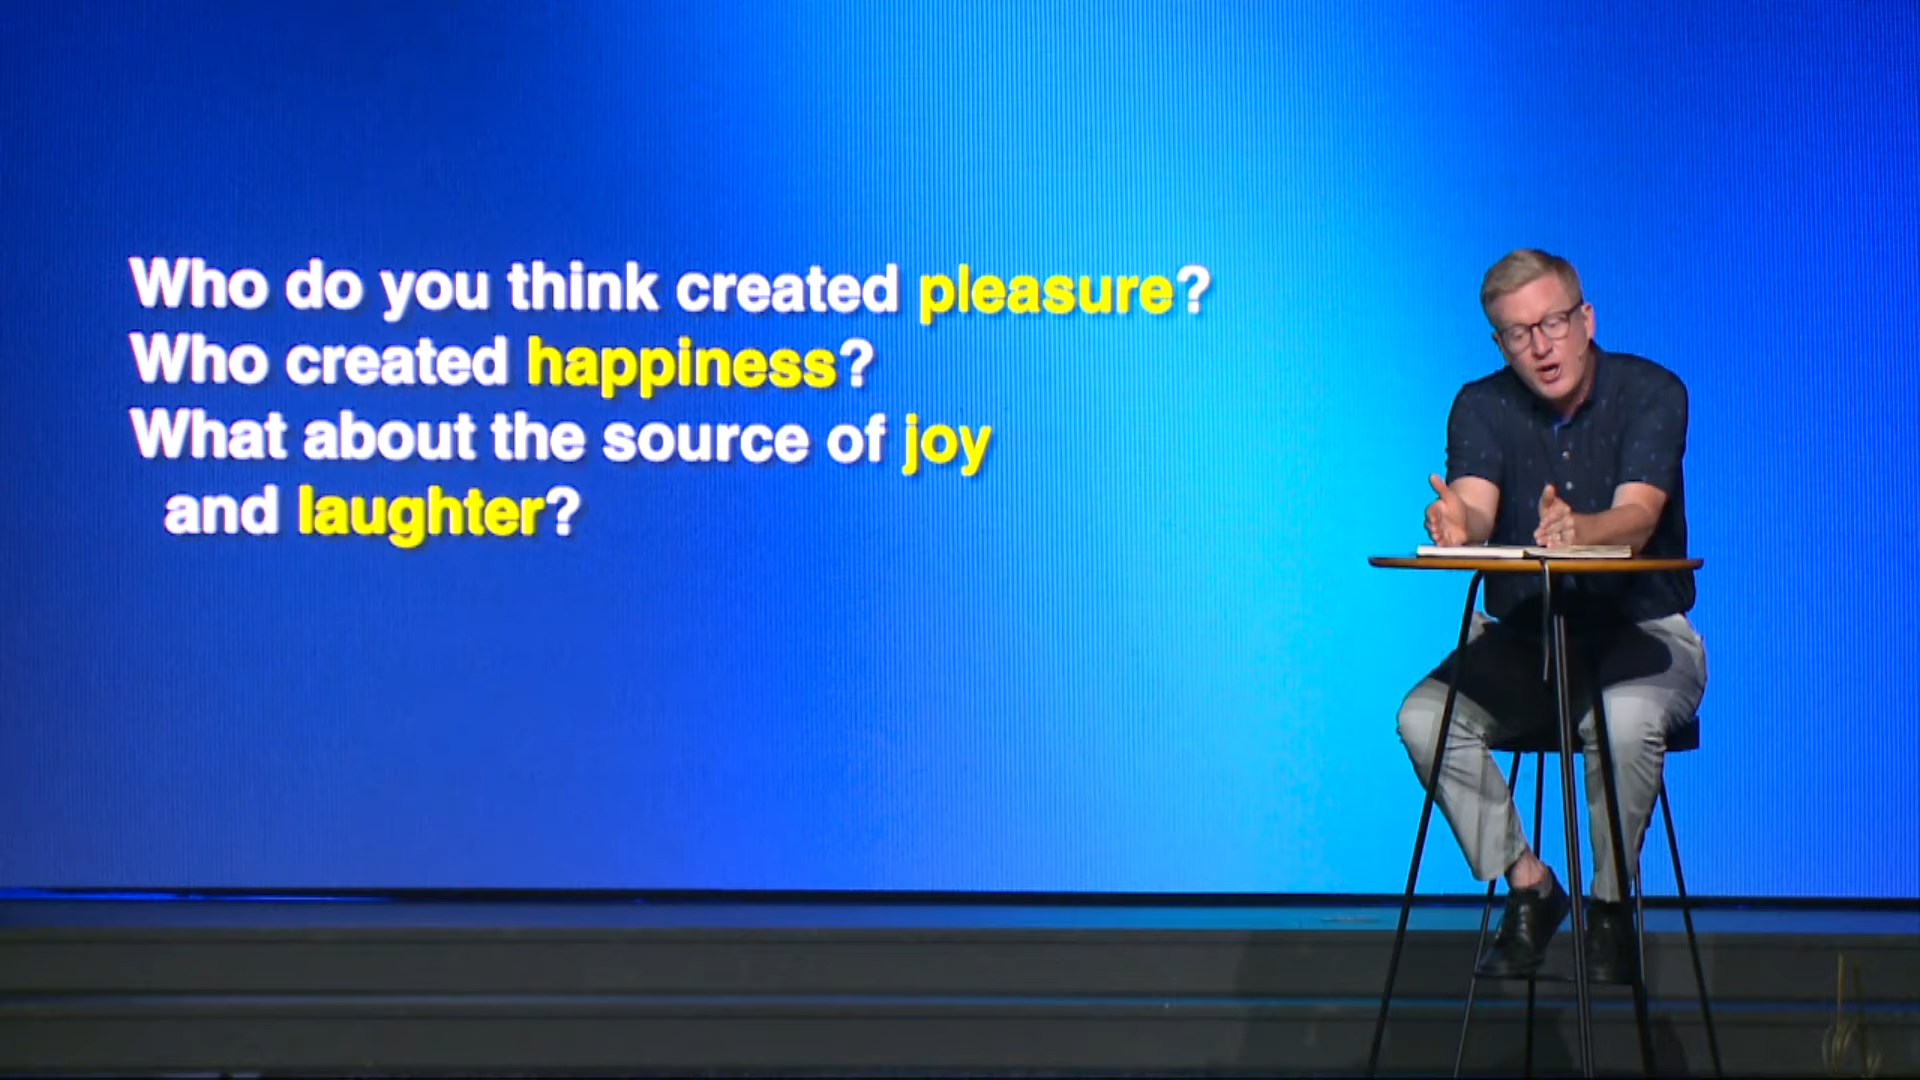 Who do you think created pleasure?
Who created happiness?
What about the source of joy
and laughter?